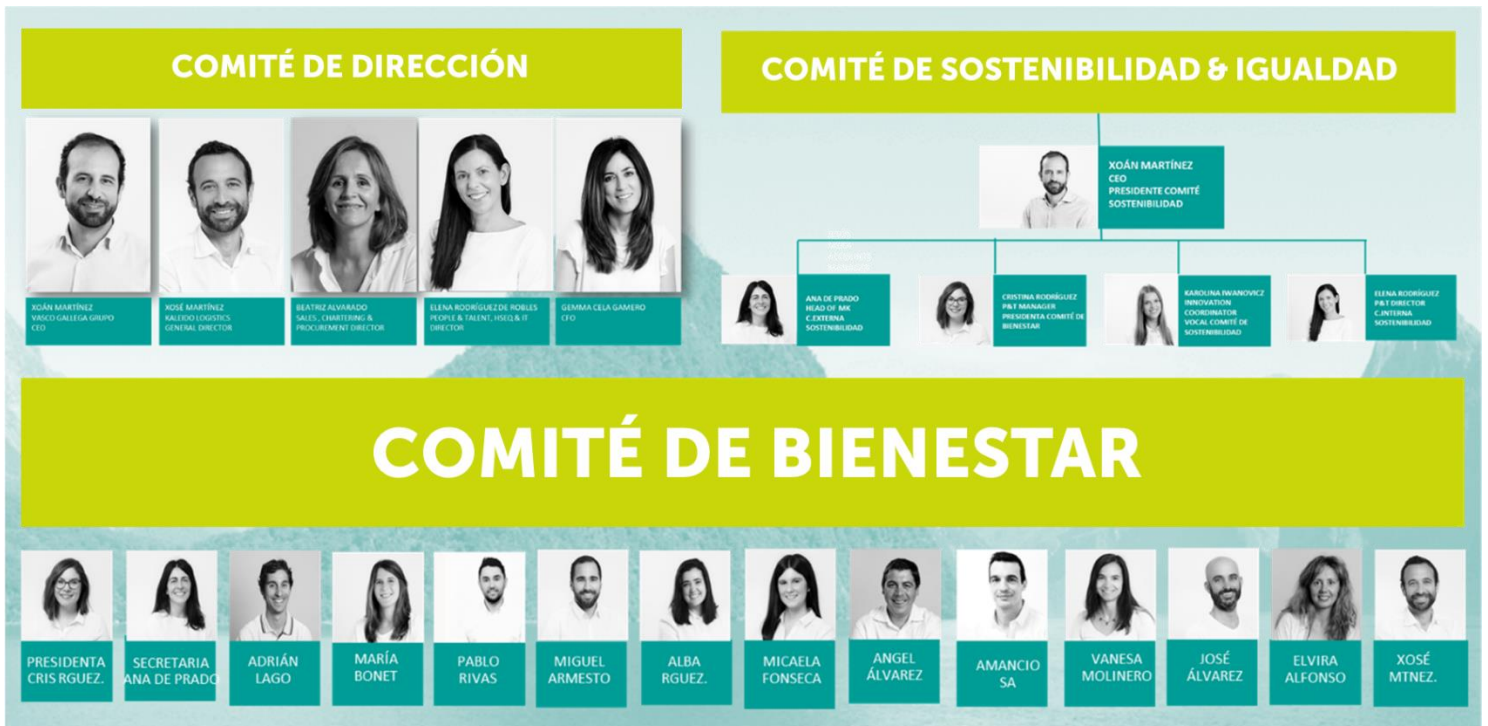 COMITÉ DE DIRECCIÓN
XOÁN MARTÍNEZ
VASCO GALLEGA GRUPO
CEO
XOSÉ MARTÍNEZ
KALEIDO LOGISTICS
GENERAL DIRECTOR
BEATRIZ ALVARADO
SALES , CHARTERING &
PROCUREMENT DIRECTOR
ELENA RODRÍGUEZ DE ROBLES
PEOPLE & TALENT, HSEQ & IT
DIRECTOR
GEMMA CELA GAMERO
CFO
COMITÉ DE SOSTENIBILIDAD & IGUALDAD
XOÁN MARTÍNEZ
CEO
PRESIDENTE COMITÉ
SOSTENIBILIDAD
ANA DE PRADO
HEAD OF MK
C.EXTERNA
SOSTENIBILIDAD
CRISTINA RODRÍGUEZ
P&T MANAGER
PRESIDENTA COMITÉ DE
BIENESTAR
KAROLINA IWANOVICZ
INNOVATION
COORDINATOR
VOCAL COMITÉ DE
SOSTENIBILIDAD
ELENA RODRÍGUEZ
P&T DIRECTOR
C.INTERNA
SOSTENIBILIDAD
COMITÉ DE BIENESTAR
PRESIDENTA
CRIS RGUEZ.
SECRETARIA
ANA DE PRADO
ADRIÁN
LAGO
MARÍA
BONET
PABLO
RIVAS
MIGUEL
ARMESTO
ALBA
RGUEZ.
MICAELA
FONSECA
ANGEL
ÁLVAREZ
AMANCIO
SA
VANESA
MOLINERO
JOSÉ
ÁLVAREZ
ELVIRA
ALFONSO
XOSÉ
MTNEZ.